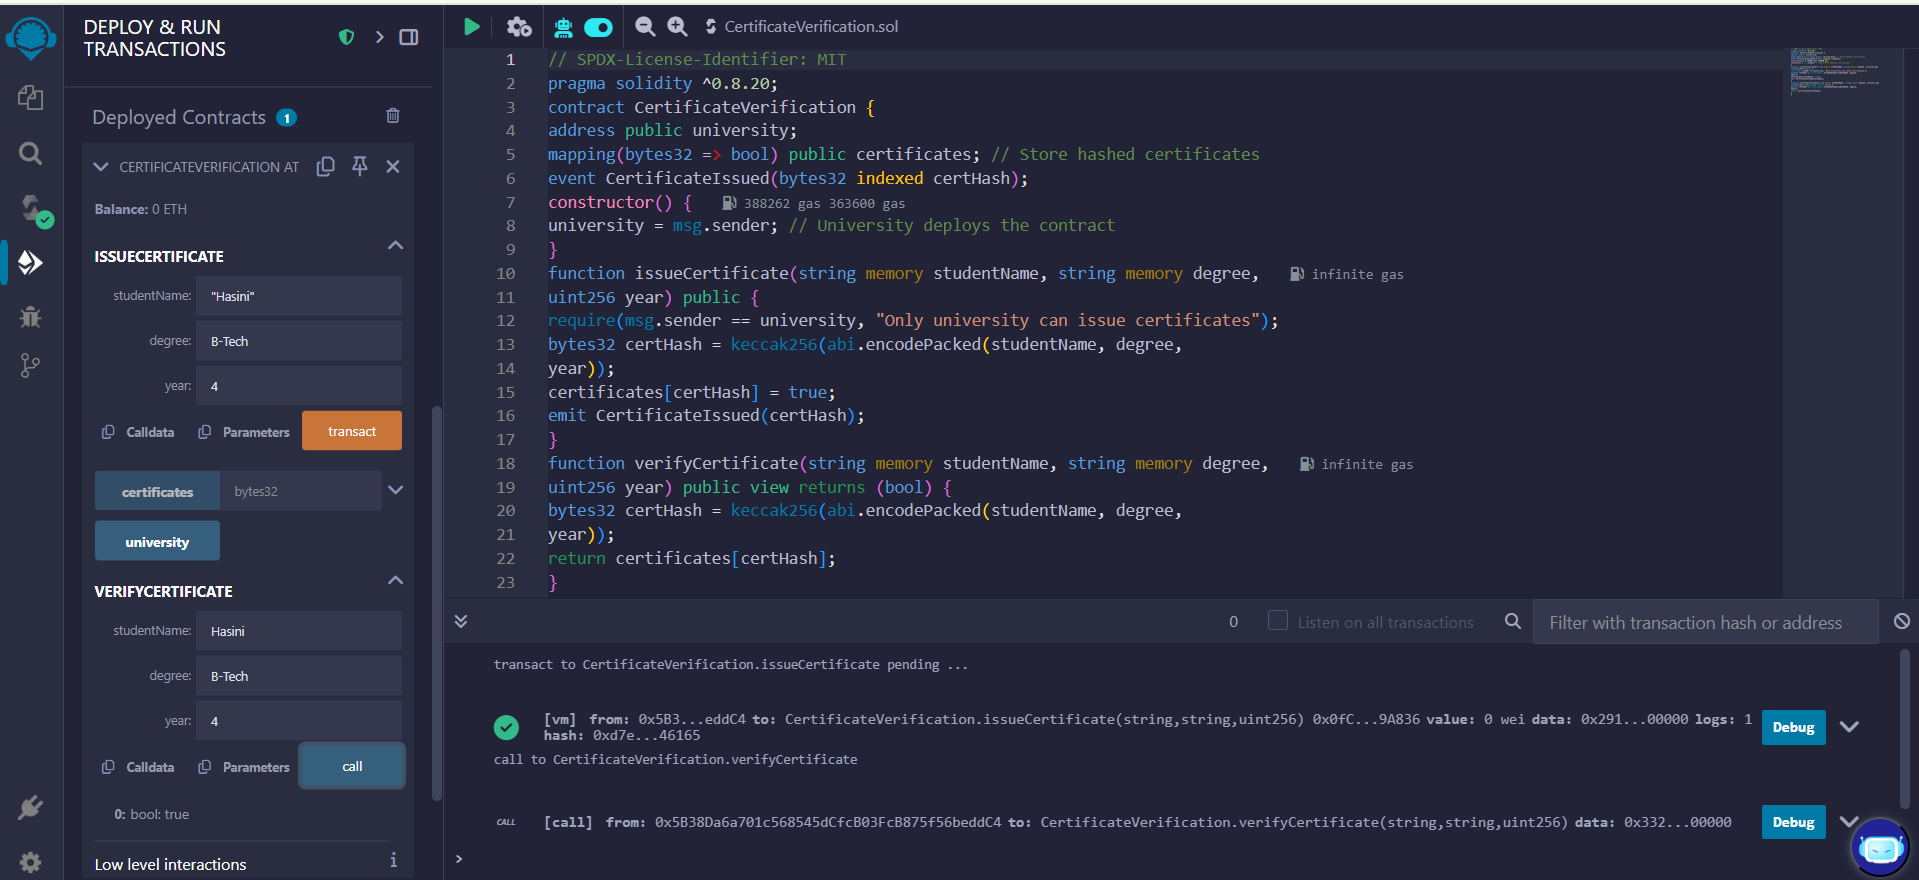 DEPLOY & RUN
TRANSACTIONS
Deployed Contracts 1
CERTIFICATEVERIFICATION AT
Balance: 0 ETH
ISSUECERTIFICATE
studentName: "Hasini"
degree: B-Tech
year: 4
Calldata Parameters transact
certificates bytes32
university
VERIFYCERTIFICATE
studentName: Hasini
degree: B-Tech
year: 4
Calldata Parameters call
0: bool: true
Low level interactions i
CertificateVerification.sol
1 // SPDX-License-Identifier: MIT
2 pragma solidity ^0.8.20;
3 contract CertificateVerification {
4 address public university;
5 mapping(bytes32 => bool) public certificates; // Store hashed certificates
6 event CertificateIssued(bytes32 indexed certHash);
7 constructor() { 388262 gas 363600 gas
8 university = msg.sender; // University deploys the contract
9 }
10 function issueCertificate(string memory studentName, string memory degree, infinite gas
11 uint256 year) public {
12 require(msg.sender == university, "Only university can issue certificates");
13 bytes32 certHash = keccak256(abi.encodePacked(studentName, degree,
14 year));
15 certificates[certHash] = true;
16 emit CertificateIssued(certHash);
17 }
18 function verifyCertificate(string memory studentName, string memory degree, infinite gas
19 uint256 year) public view returns (bool) {
20 bytes32 certHash = keccak256(abi.encodePacked(studentName, degree,
21 year));
22 return certificates[certHash];
23 }
0 Listen on all transactions Filter with transaction hash or address
transact to CertificateVerification.issueCertificate pending ...
[vm] from: 0x5B3...eddC4 to: CertificateVerification.issueCertificate(string,string,uint256) 0x0fC...9A836 value: 0 wei data: 0x291...00000 logs: 1
hash: 0xd7e...46165
Debug
call to CertificateVerification.verifyCertificate
CALL [call] from: 0x5B38Da6a701c568545dCfcB03FcB875f56beddC4 to: CertificateVerification.verifyCertificate(string,string,uint256) data: 0x332...00000
Debug
>